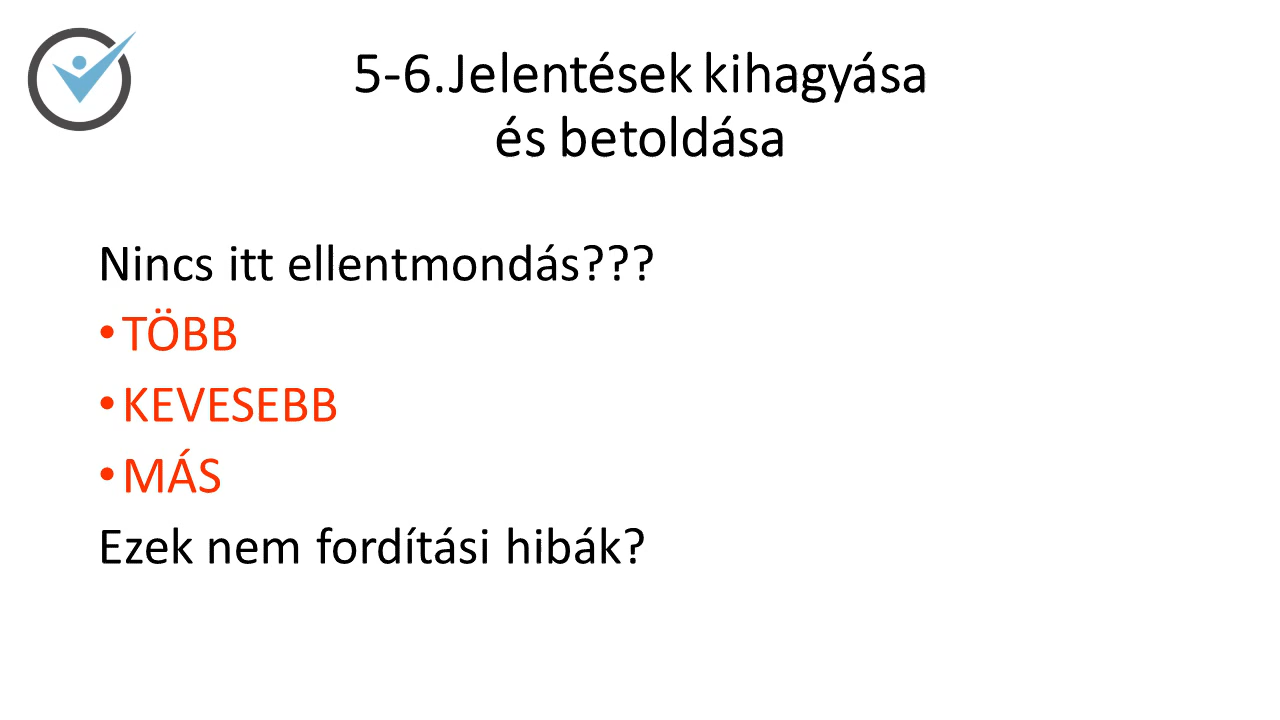 5-6.Jelentések kihagyása
és betoldása
Nincs itt ellentmondás???
•TÖBB
•KEVESEBB
•MÁS
Ezek nem fordítási hibák?